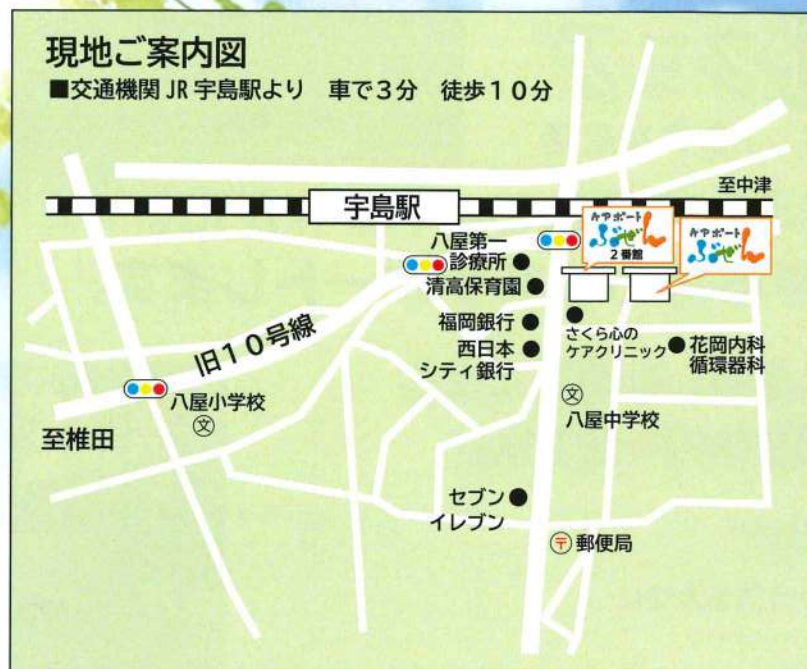 現地ご案内図
■交通機関 JR 宇島駅より 車で3分 徒歩10分
至中津
宇島駅
ケアポート
ぶぜん
2番館
ケアポート
ぶぜん
八屋第一
診療所
清高保育園
福岡銀行
西日本
シティ銀行
さくら心の
ケアクリニック
花岡内科
循環器科
旧10号線
八屋小学校
文
至椎田
文
八屋中学校
セブン
イレブン
〒郵便局